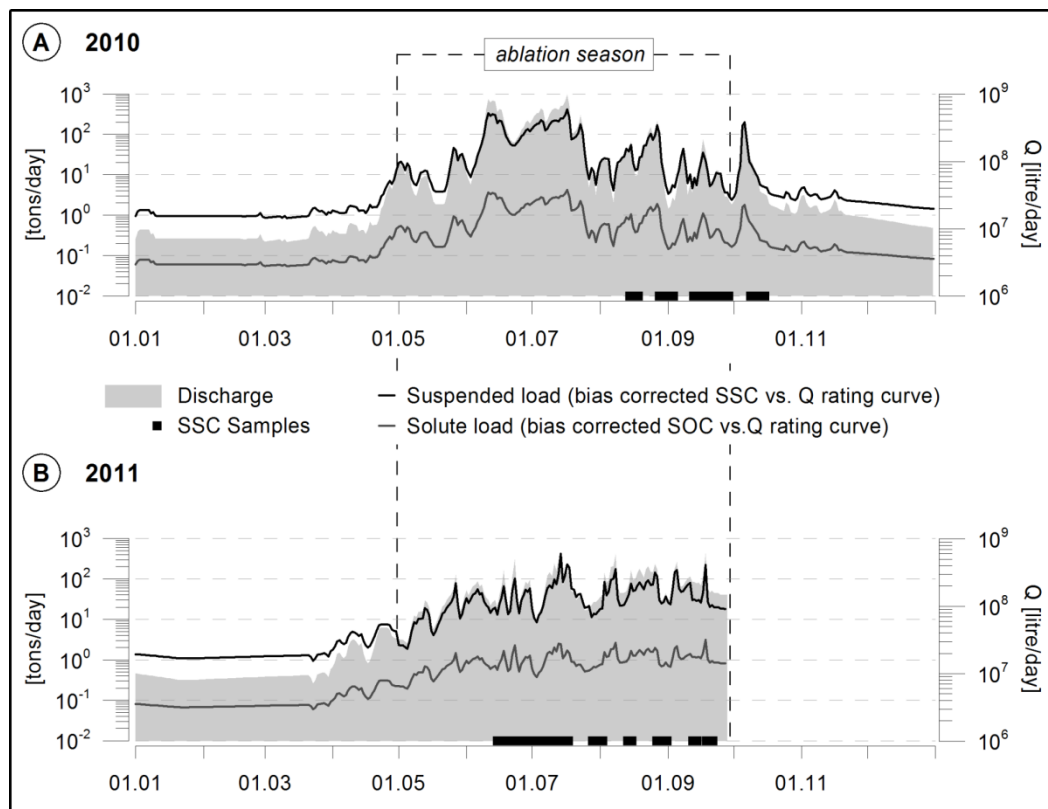 A 2010
ablation season
10³
10²
10¹
10⁰
10⁻¹
10⁻²
[tons/day]
10⁹
10⁸
10⁷
10⁶
Q [litre/day]
01.01 01.03 01.05 01.07 01.09 01.11
Discharge
SSC Samples
Suspended load (bias corrected SSC vs. Q rating curve)
Solute load (bias corrected SOC vs.Q rating curve)
B 2011
10³
10²
10¹
10⁰
10⁻¹
10⁻²
[tons/day]
10⁹
10⁸
10⁷
10⁶
Q [litre/day]
01.01 01.03 01.05 01.07 01.09 01.11